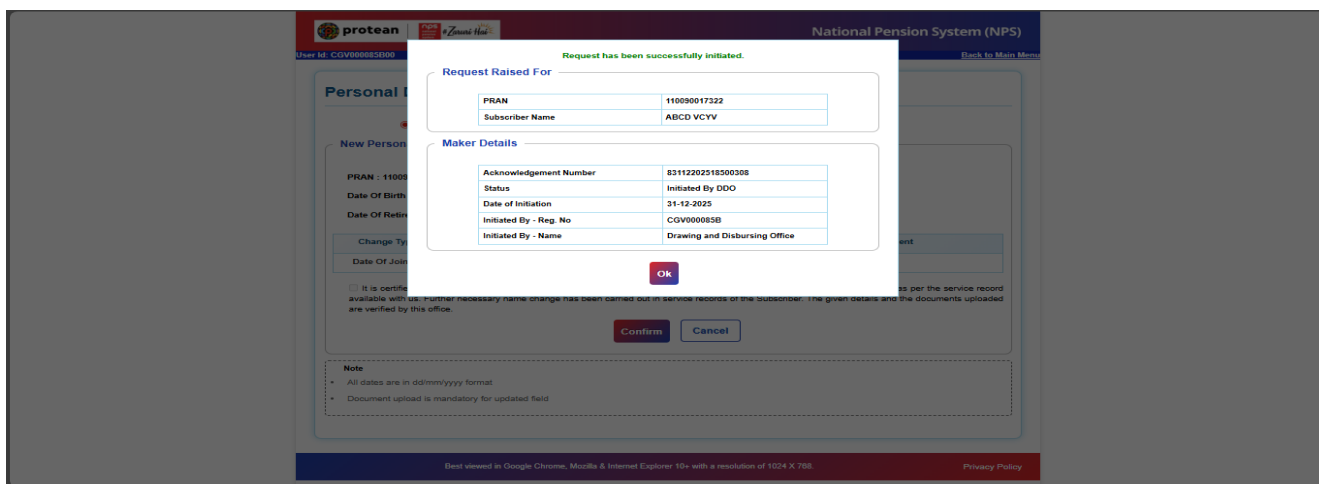 protean
nps
#Zaruri Hai
National Pension System (NPS)
User Id: CGV000085B00
Back to Main Menu
Request has been successfully initiated.
Request Raised For
PRAN 110090017322
Subscriber Name ABCD VCYV
Maker Details
Acknowledgement Number 83112202518500308
Status Initiated By DDO
Date of Initiation 31-12-2025
Initiated By - Reg. No CGV000085B
Initiated By - Name Drawing and Disbursing Office
Ok
Personal
New Person
PRAN : 11009
Date Of Birth
Date Of Retir
Change Ty
ent
Date Of Join
It is certifie
as per the service record
available with us. Further necessary name change has been carried out in service records of the Subscriber. The given details and the documents uploaded
are verified by this office.
Confirm Cancel
Note
• All dates are in dd/mm/yyyy format
• Document upload is mandatory for updated field
Best viewed in Google Chrome, Mozilla & Internet Explorer 10+ with a resolution of 1024 X 768.
Privacy Policy